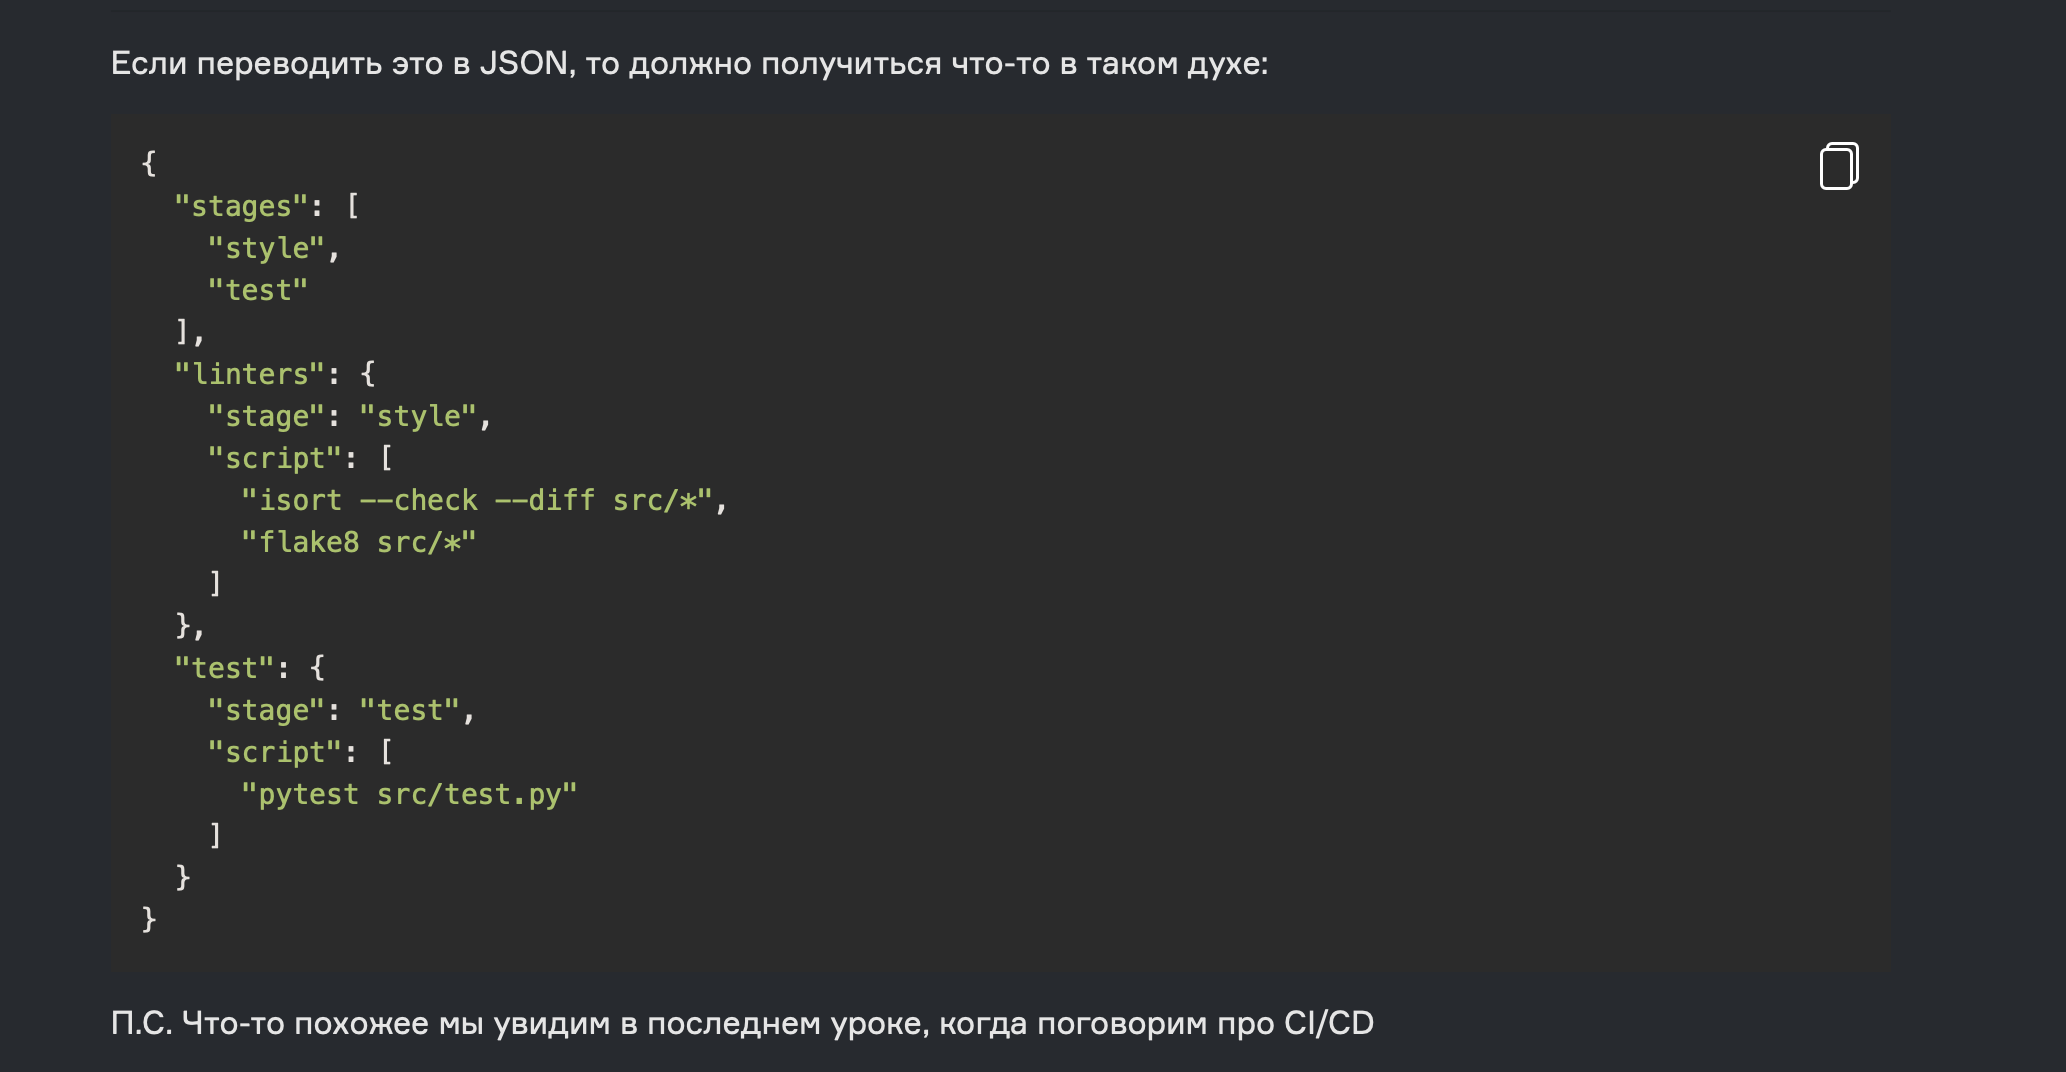 Если переводить это в JSON, то должно получиться что-то в таком духе:
{
  "stages": [
    "style",
    "test"
  ],
  "linters": {
    "stage": "style",
    "script": [
      "isort --check --diff src/*",
      "flake8 src/*"
    ]
  },
  "test": {
    "stage": "test",
    "script": [
      "pytest src/test.py"
    ]
  }
}
П.С. Что-то похожее мы увидим в последнем уроке, когда поговорим про CI/CD